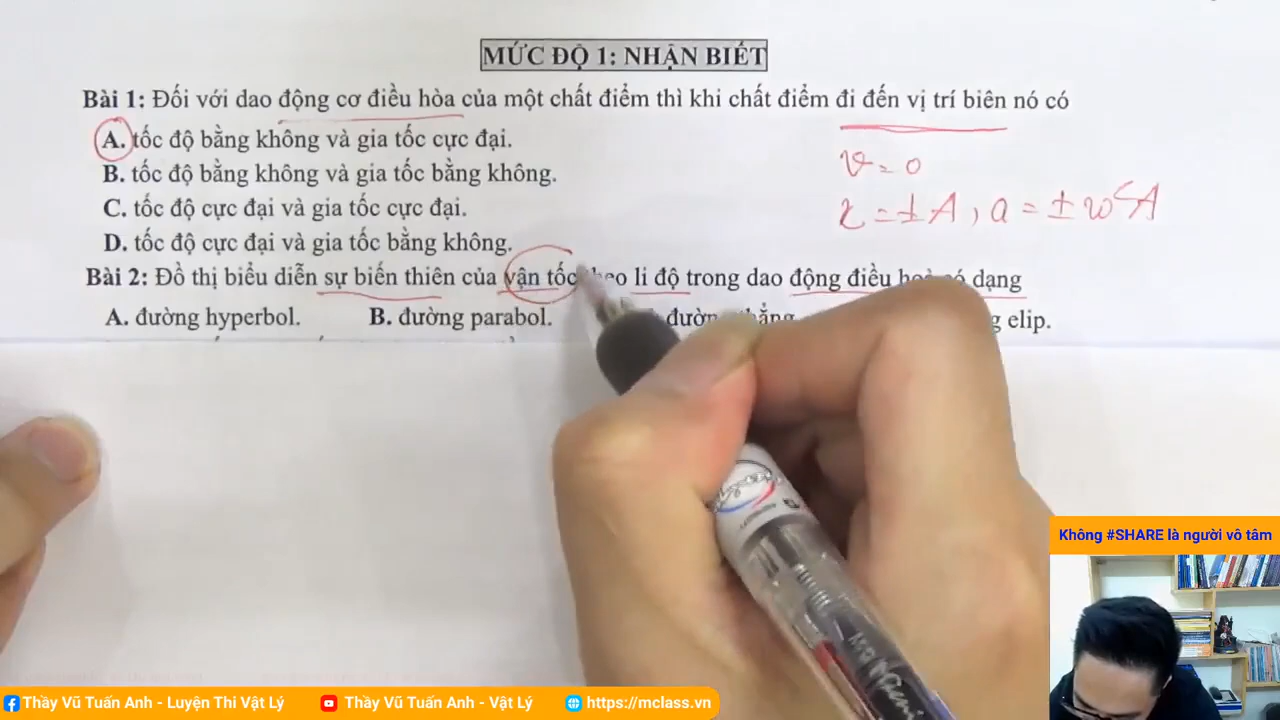 MỨC ĐỘ 1: NHẬN BIẾT
Bài 1: Đối với dao động cơ điều hòa của một chất điểm thì khi chất điểm đi đến vị trí biên nó có
A. tốc độ bằng không và gia tốc cực đại.
B. tốc độ bằng không và gia tốc bằng không.
C. tốc độ cực đại và gia tốc cực đại.
D. tốc độ cực đại và gia tốc bằng không.
v = 0
x = ±A, a = ±ω²A
Bài 2: Đồ thị biểu diễn sự biến thiên của vận tốc theo li độ trong dao động điều hoà có dạng
A. đường hyperbol. B. đường parabol. elip.
Không #SHARE là người vô tâm
Thầy Vũ Tuấn Anh - Luyện Thi Vật Lý Thầy Vũ Tuấn Anh - Vật Lý https://mclass.vn